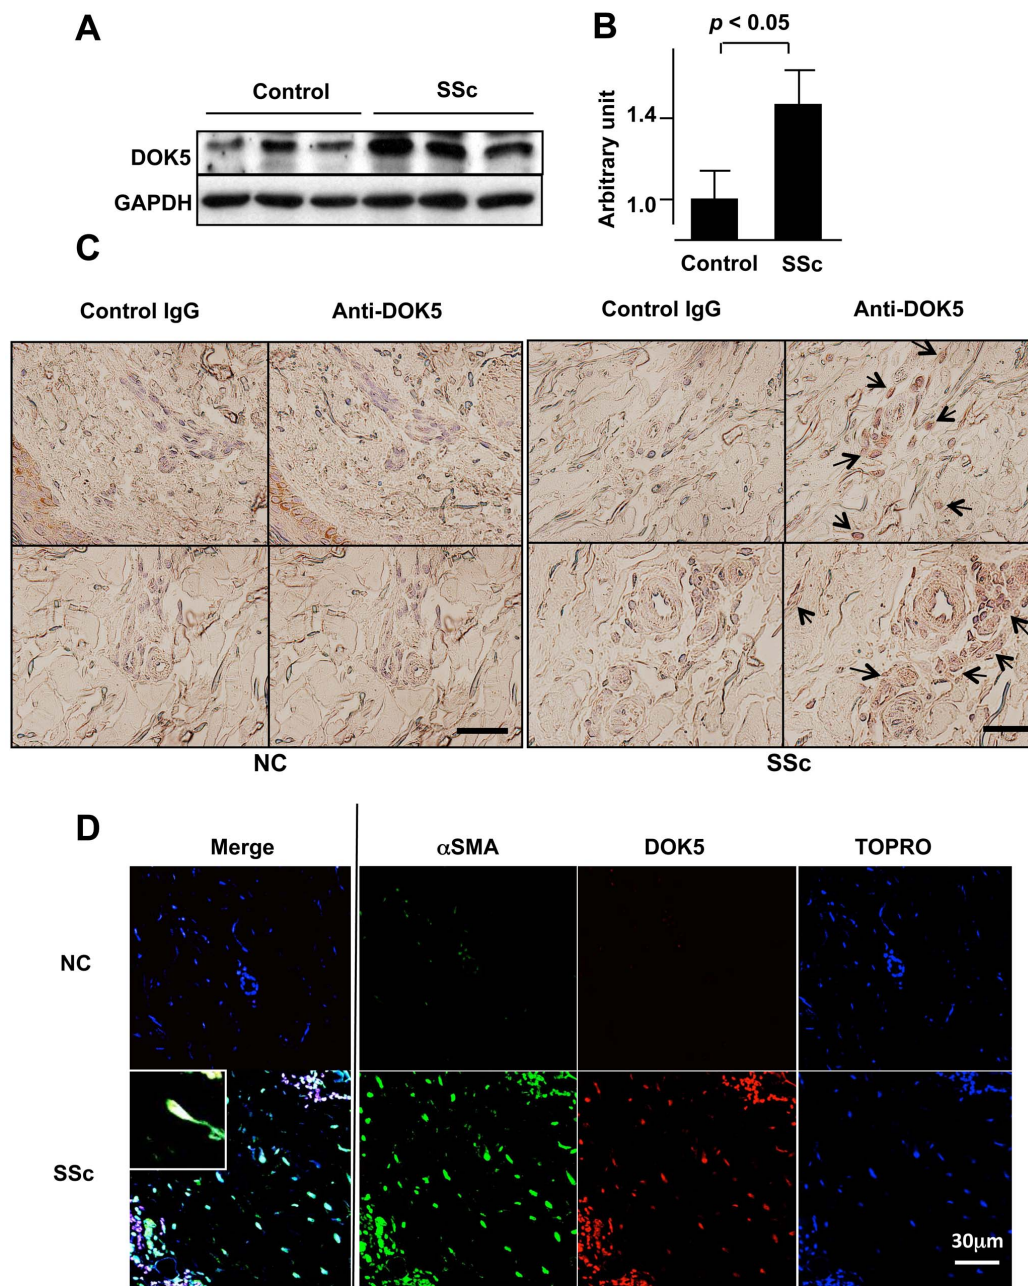 A
Control
SSc
DOK5
GAPDH
B
p < 0.05
Arbitrary unit
1.4
1.0
Control
SSc
C
Control IgG
Anti-DOK5
Control IgG
Anti-DOK5
NC
SSc
D
Merge
αSMA
DOK5
TOPRO
NC
SSc
30μm